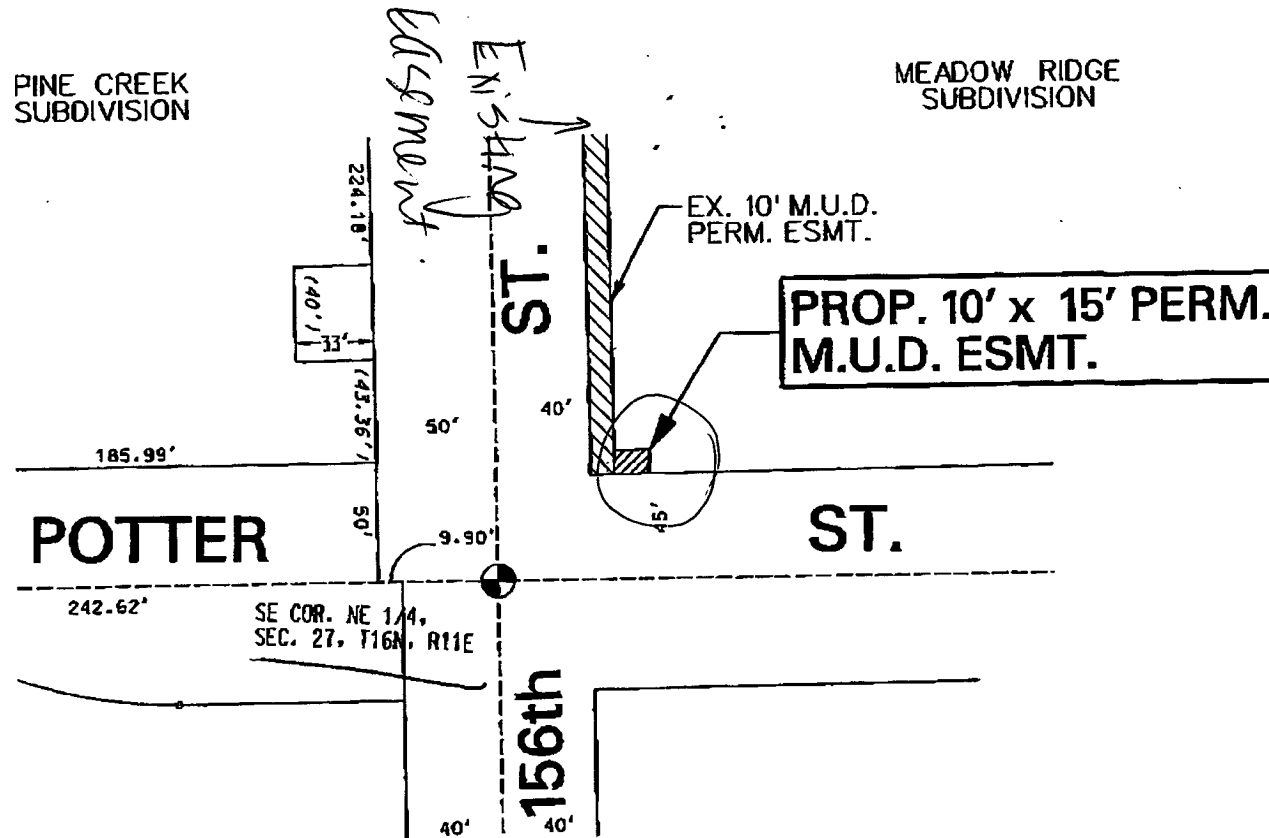 PINE CREEK
SUBDIVISION
Existing
Easement
MEADOW RIDGE
SUBDIVISION
224.18'
EX. 10' M.U.D.
PERM. ESMT.
(40')
33'
ST.
PROP. 10' x 15' PERM.
M.U.D. ESMT.
(43.36')
50'
40'
185.99'
POTTER
50'
9.90'
45'
ST.
242.62'
SE COR. NE 1/4,
SEC. 27, T16N, R11E
156th
40'
40'